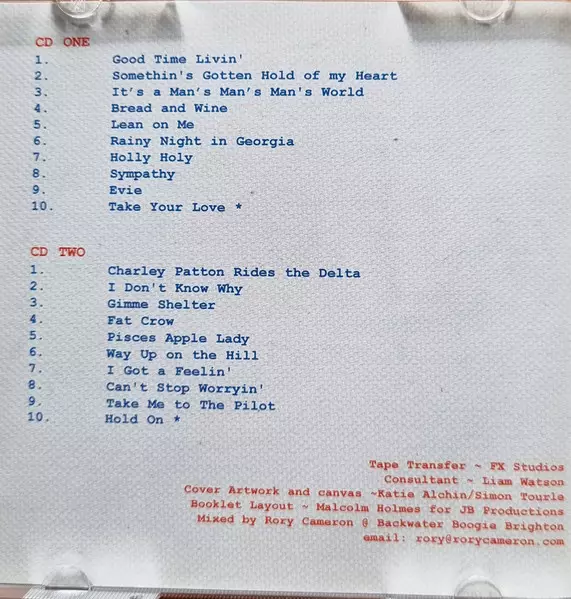 CD ONE
1. Good Time Livin'
2. Somethin's Gotten Hold of my Heart
3. It's a Man's Man's Man's World
4. Bread and Wine
5. Lean on Me
6. Rainy Night in Georgia
7. Holly Holy
8. Sympathy
9. Evie
10. Take Your Love *
CD TWO
1. Charley Patton Rides the Delta
2. I Don't Know Why
3. Gimme Shelter
4. Fat Crow
5. Pisces Apple Lady
6. Way Up on the Hill
7. I Got a Feelin'
8. Can't Stop Worryin'
9. Take Me to The Pilot
10. Hold On *
Tape Transfer ~ FX Studios
Consultant ~ Liam Watson
Cover Artwork and canvas ~Katie Alchin/Simon Tourle
Booklet Layout ~ Malcolm Holmes for JB Productions
Mixed by Rory Cameron @ Backwater Boogie Brighton
email: rory@rorycameron.com